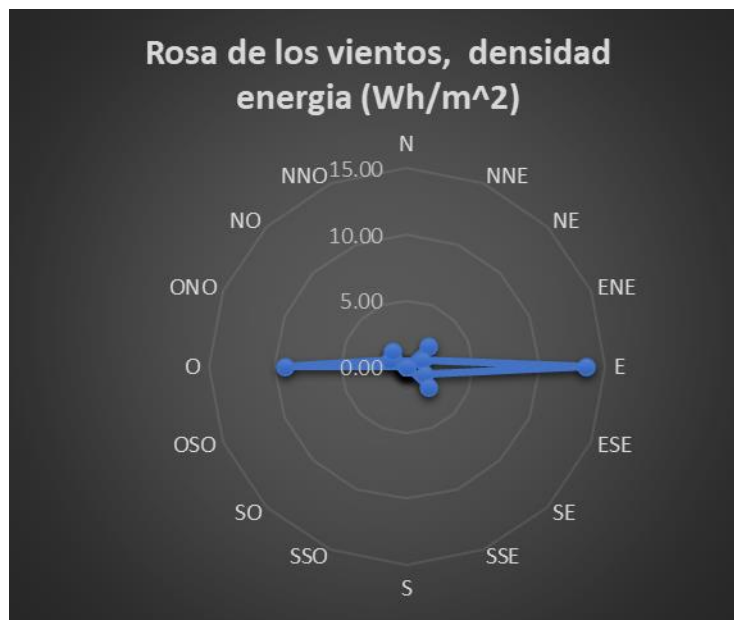 Rosa de los vientos,  densidad
energia (Wh/m^2)
N
NNO
15.00
NNE
NO
NE
10.00
ONO
ENE
5.00
O
0.00
E
OSO
ESE
SO
SE
SSO
SSE
S